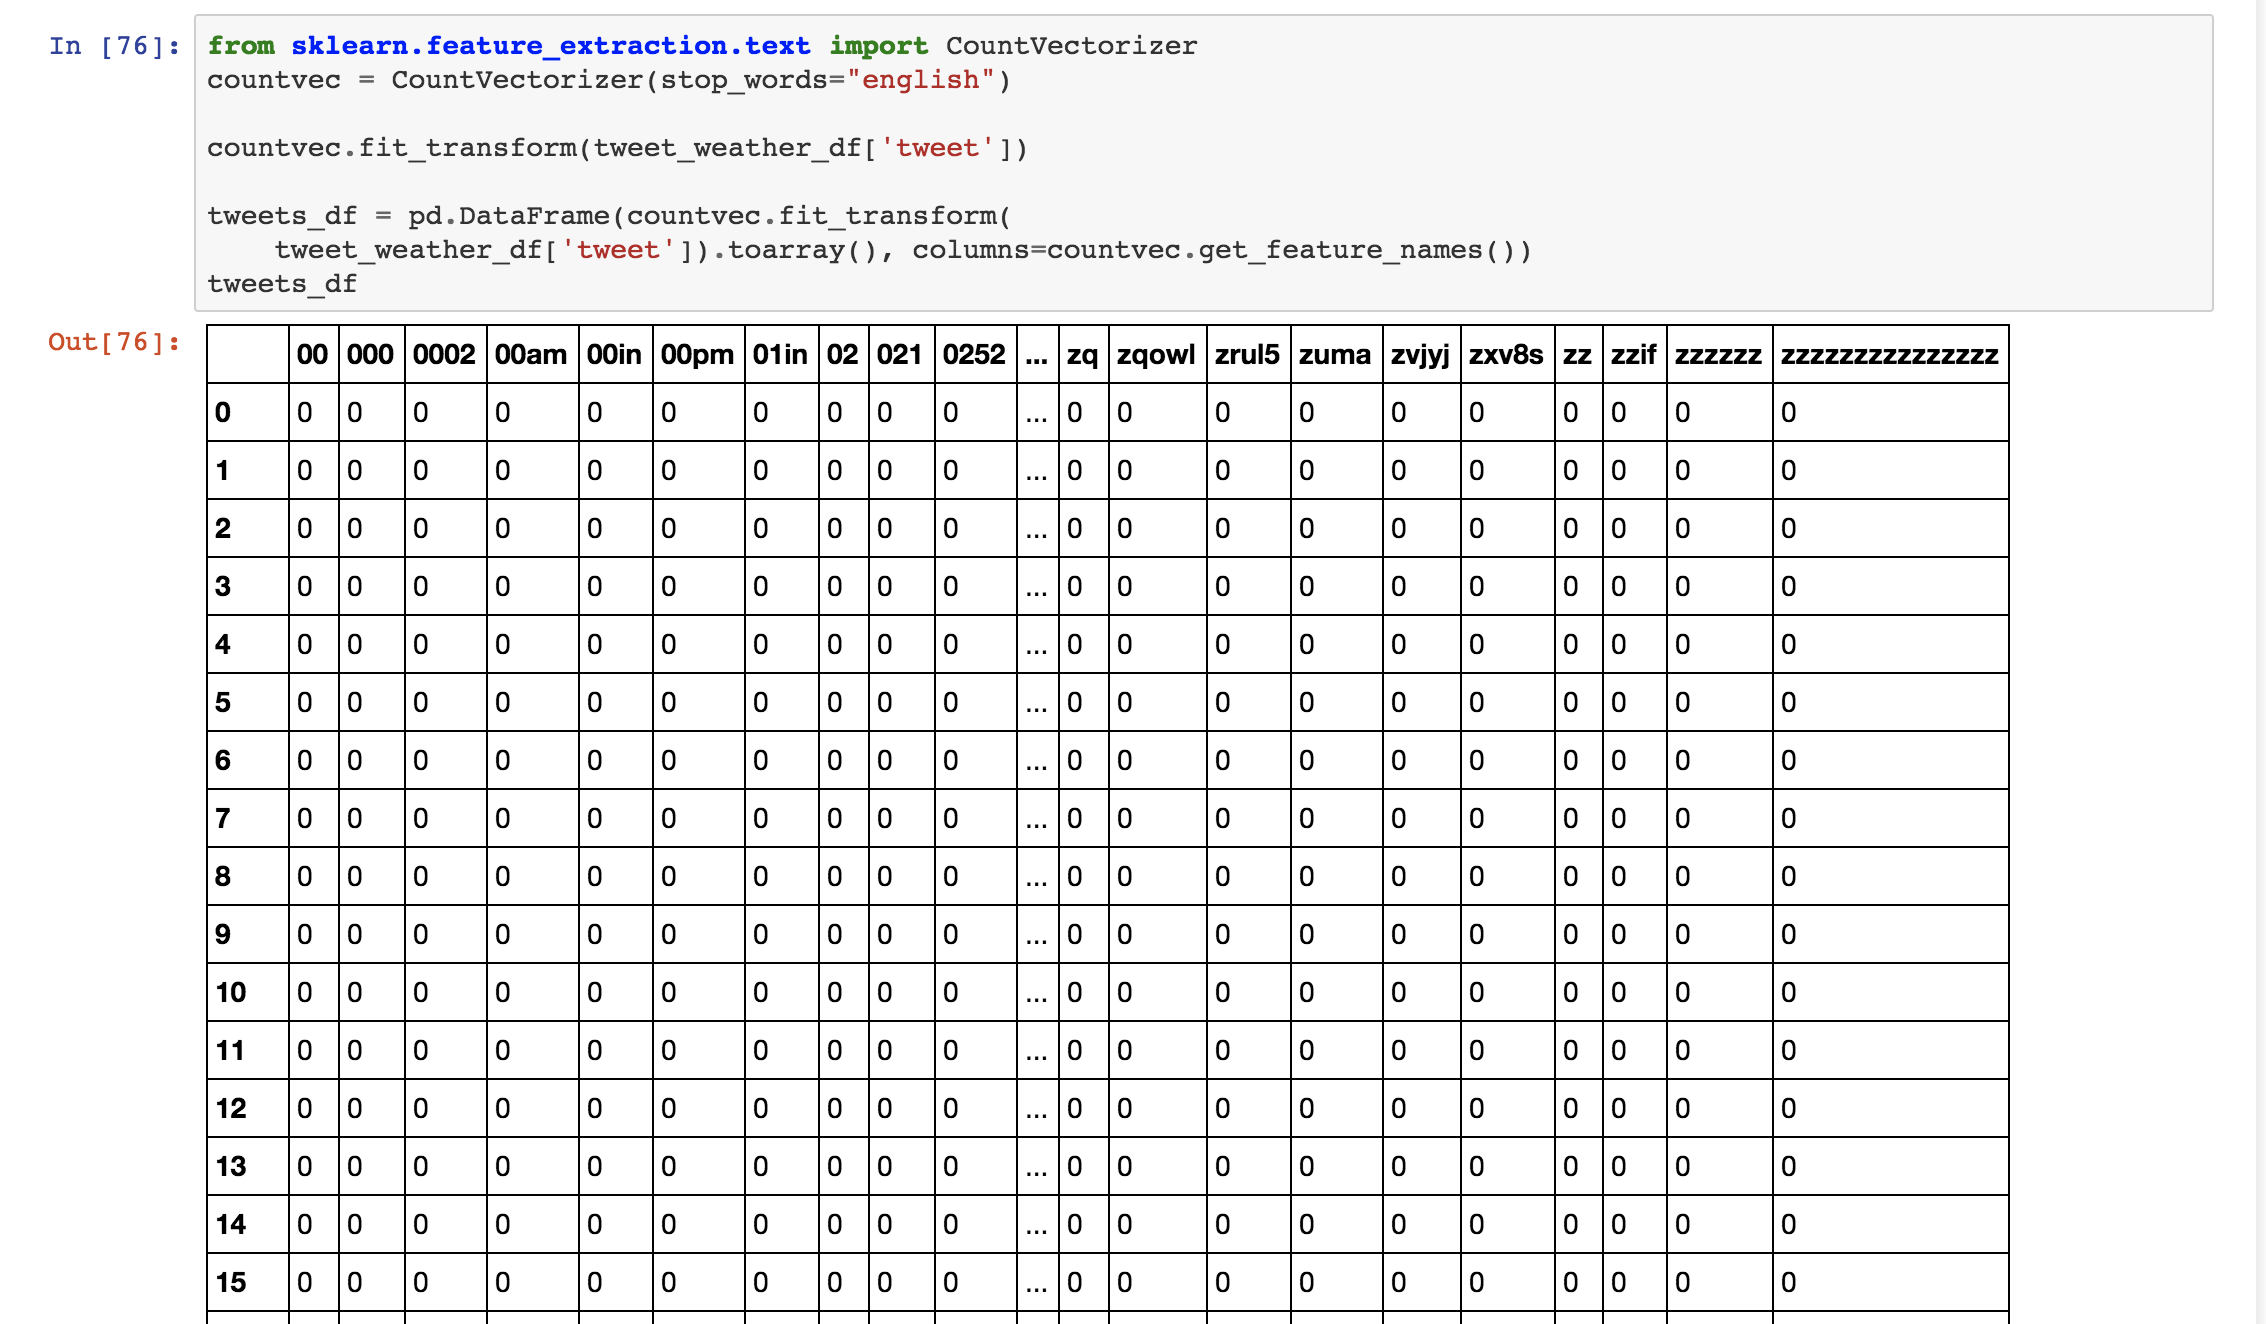 In [76]: from sklearn.feature_extraction.text import CountVectorizer
countvec = CountVectorizer(stop_words="english")
countvec.fit_transform(tweet_weather_df['tweet'])
tweets_df = pd.DataFrame(countvec.fit_transform(
tweet_weather_df['tweet']).toarray(), columns=countvec.get_feature_names())
tweets_df
Out[76]:
00 000 0002 00am 00in 00pm 01in 02 021 0252 ... zq zqowl zrul5 zuma zvjyj zxv8s zz zzif zzzzzz zzzzzzzzzzzzzzz
0 0 0 0 0 0 0 0 0 0 0 ... 0 0 0 0 0 0 0 0 0 0
1 0 0 0 0 0 0 0 0 0 0 ... 0 0 0 0 0 0 0 0 0 0
2 0 0 0 0 0 0 0 0 0 0 ... 0 0 0 0 0 0 0 0 0 0
3 0 0 0 0 0 0 0 0 0 0 ... 0 0 0 0 0 0 0 0 0 0
4 0 0 0 0 0 0 0 0 0 0 ... 0 0 0 0 0 0 0 0 0 0
5 0 0 0 0 0 0 0 0 0 0 ... 0 0 0 0 0 0 0 0 0 0
6 0 0 0 0 0 0 0 0 0 0 ... 0 0 0 0 0 0 0 0 0 0
7 0 0 0 0 0 0 0 0 0 0 ... 0 0 0 0 0 0 0 0 0 0
8 0 0 0 0 0 0 0 0 0 0 ... 0 0 0 0 0 0 0 0 0 0
9 0 0 0 0 0 0 0 0 0 0 ... 0 0 0 0 0 0 0 0 0 0
10 0 0 0 0 0 0 0 0 0 0 ... 0 0 0 0 0 0 0 0 0 0
11 0 0 0 0 0 0 0 0 0 0 ... 0 0 0 0 0 0 0 0 0 0
12 0 0 0 0 0 0 0 0 0 0 ... 0 0 0 0 0 0 0 0 0 0
13 0 0 0 0 0 0 0 0 0 0 ... 0 0 0 0 0 0 0 0 0 0
14 0 0 0 0 0 0 0 0 0 0 ... 0 0 0 0 0 0 0 0 0 0
15 0 0 0 0 0 0 0 0 0 0 ... 0 0 0 0 0 0 0 0 0 0